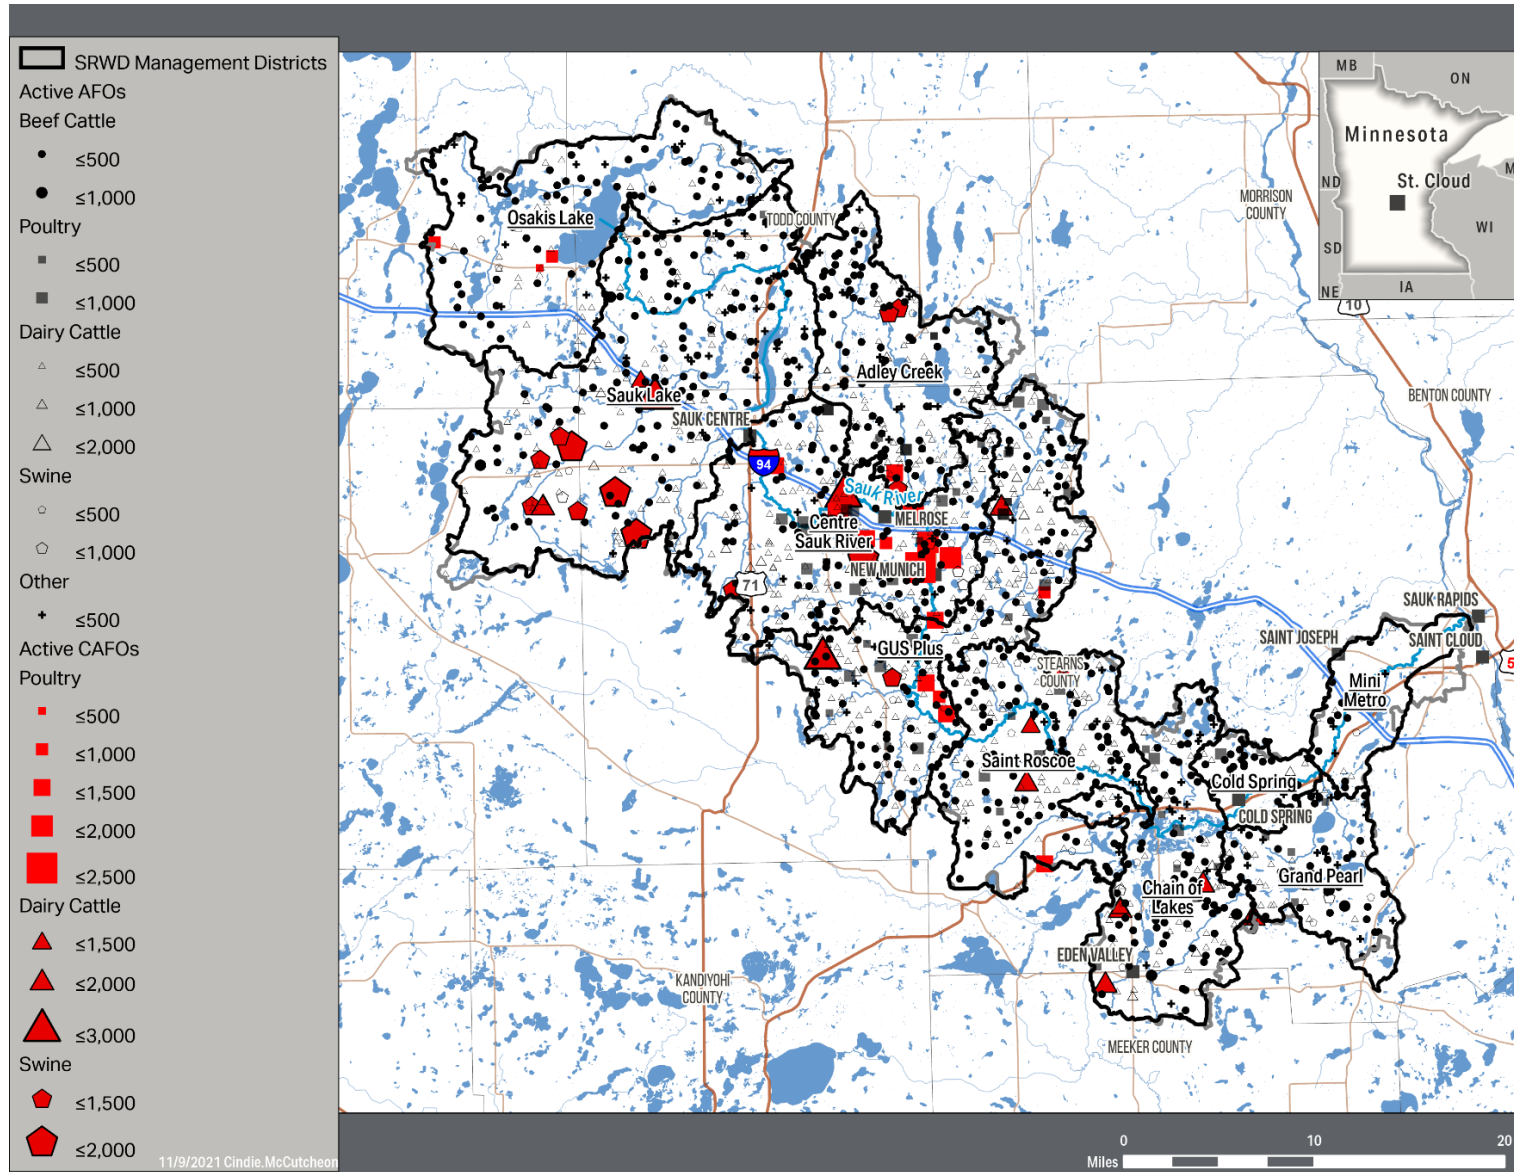 SRWD Management Districts
Active AFOs
Beef Cattle
≤500
≤1,000
Poultry
≤500
≤1,000
Dairy Cattle
≤500
≤1,000
≤2,000
Swine
≤500
≤1,000
Other
≤500
Active CAFOs
Poultry
≤500
≤1,000
≤1,500
≤2,000
≤2,500
Dairy Cattle
≤1,500
≤2,000
≤3,000
Swine
≤1,500
≤2,000
11/9/2021 Cindie.McCutcheon
MB
ON
Minnesota
ND
St. Cloud
M
WI
SD
NE
IA
10
MORRISON
COUNTY
Osakis Lake
TODD COUNTY
Adley Creek
Sauk Lake
SAUK CENTRE
BENTON COUNTY
94
Sauk River
MELROSE
Centre
Sauk River
NEW MUNICH
71
SAUK RAPIDS
SAINT JOSEPH
SAINT CLOUD
5
GUS Plus
STEARNS
COUNTY
Mini
Metro
Saint Roscoe
Cold Spring
COLD SPRING
Grand Pearl
Chain of
Lakes
EDEN VALLEY
KANDIYOHI
COUNTY
MEEKER COUNTY
0
10
20
Miles